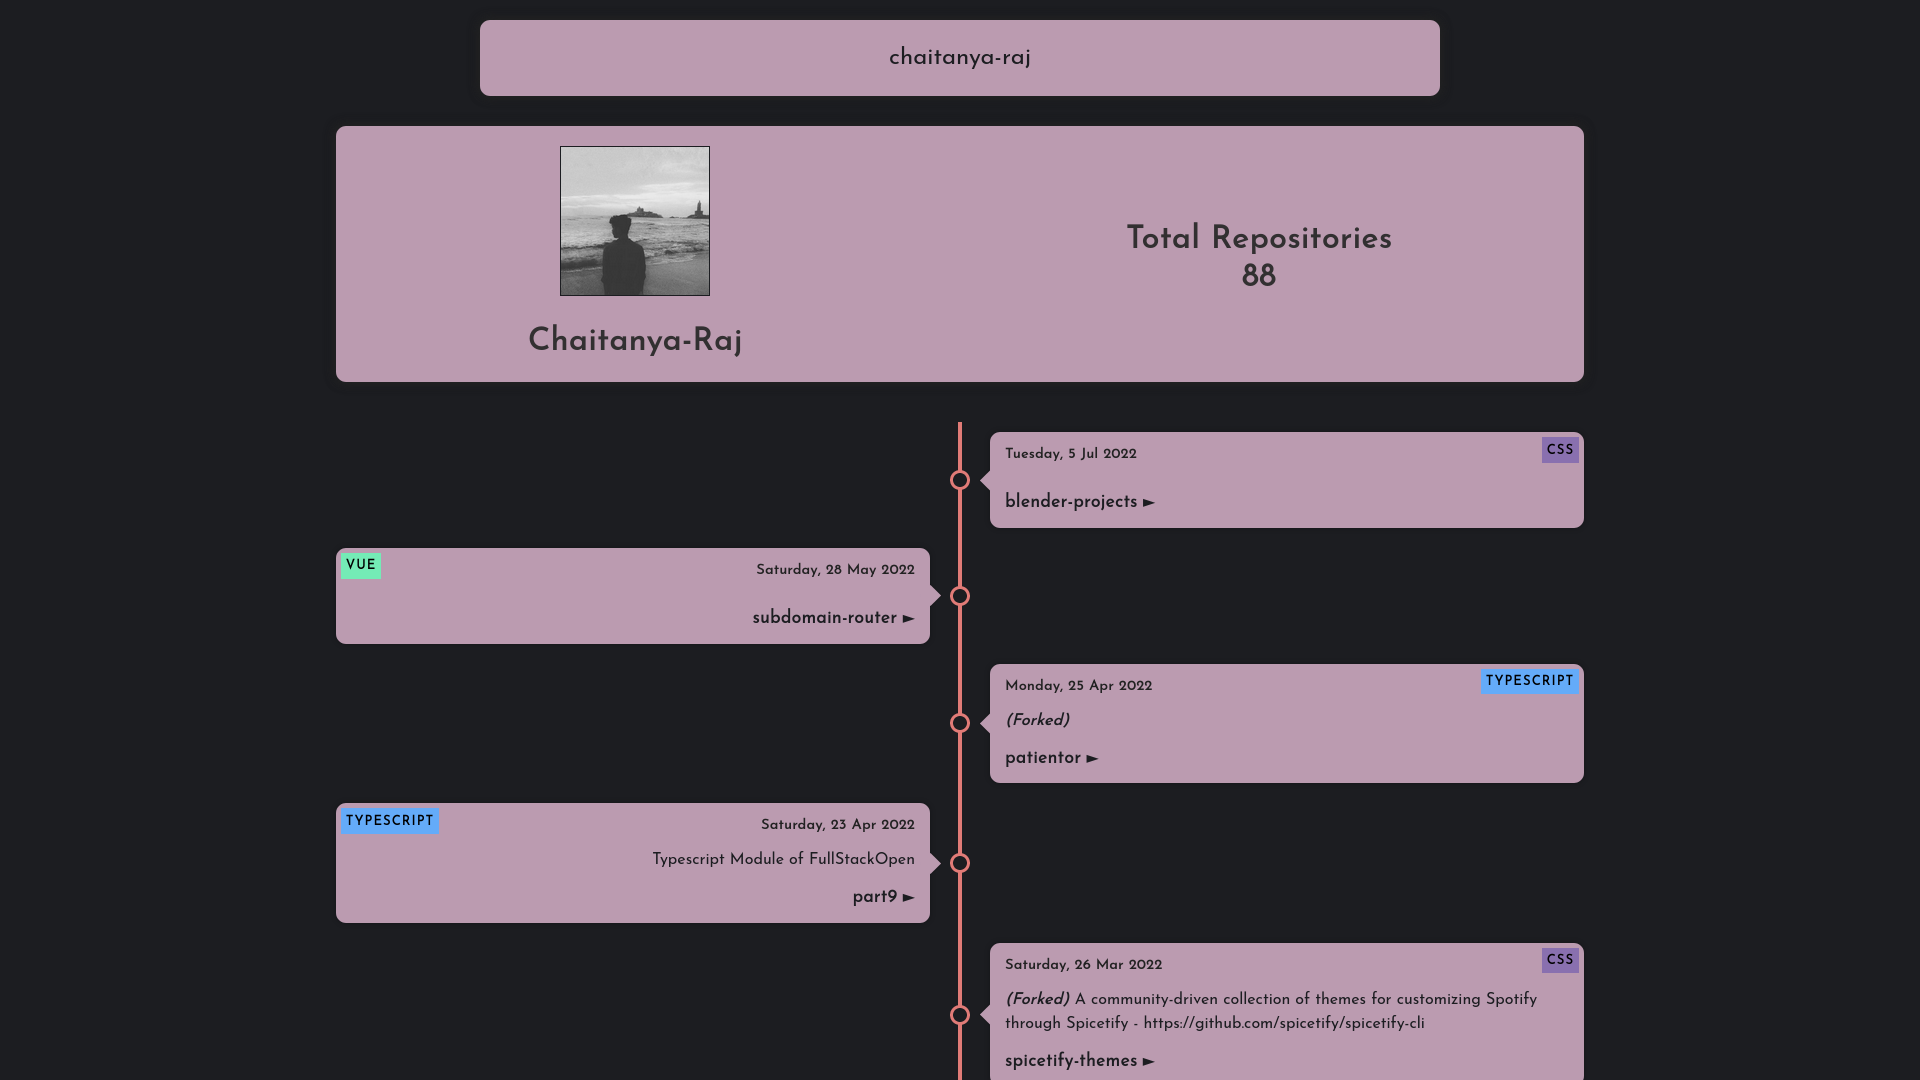 chaitanya-raj
Chaitanya-Raj
Total Repositories
88
Tuesday, 5 Jul 2022
CSS
blender-projects ►
VUE
Saturday, 28 May 2022
subdomain-router ►
Monday, 25 Apr 2022
TYPESCRIPT
(Forked)
patientor ►
TYPESCRIPT
Saturday, 23 Apr 2022
Typescript Module of FullStackOpen
part9 ►
Saturday, 26 Mar 2022
CSS
(Forked) A community-driven collection of themes for customizing Spotify
through Spicetify - https://github.com/spicetify/spicetify-cli
spicetify-themes ►